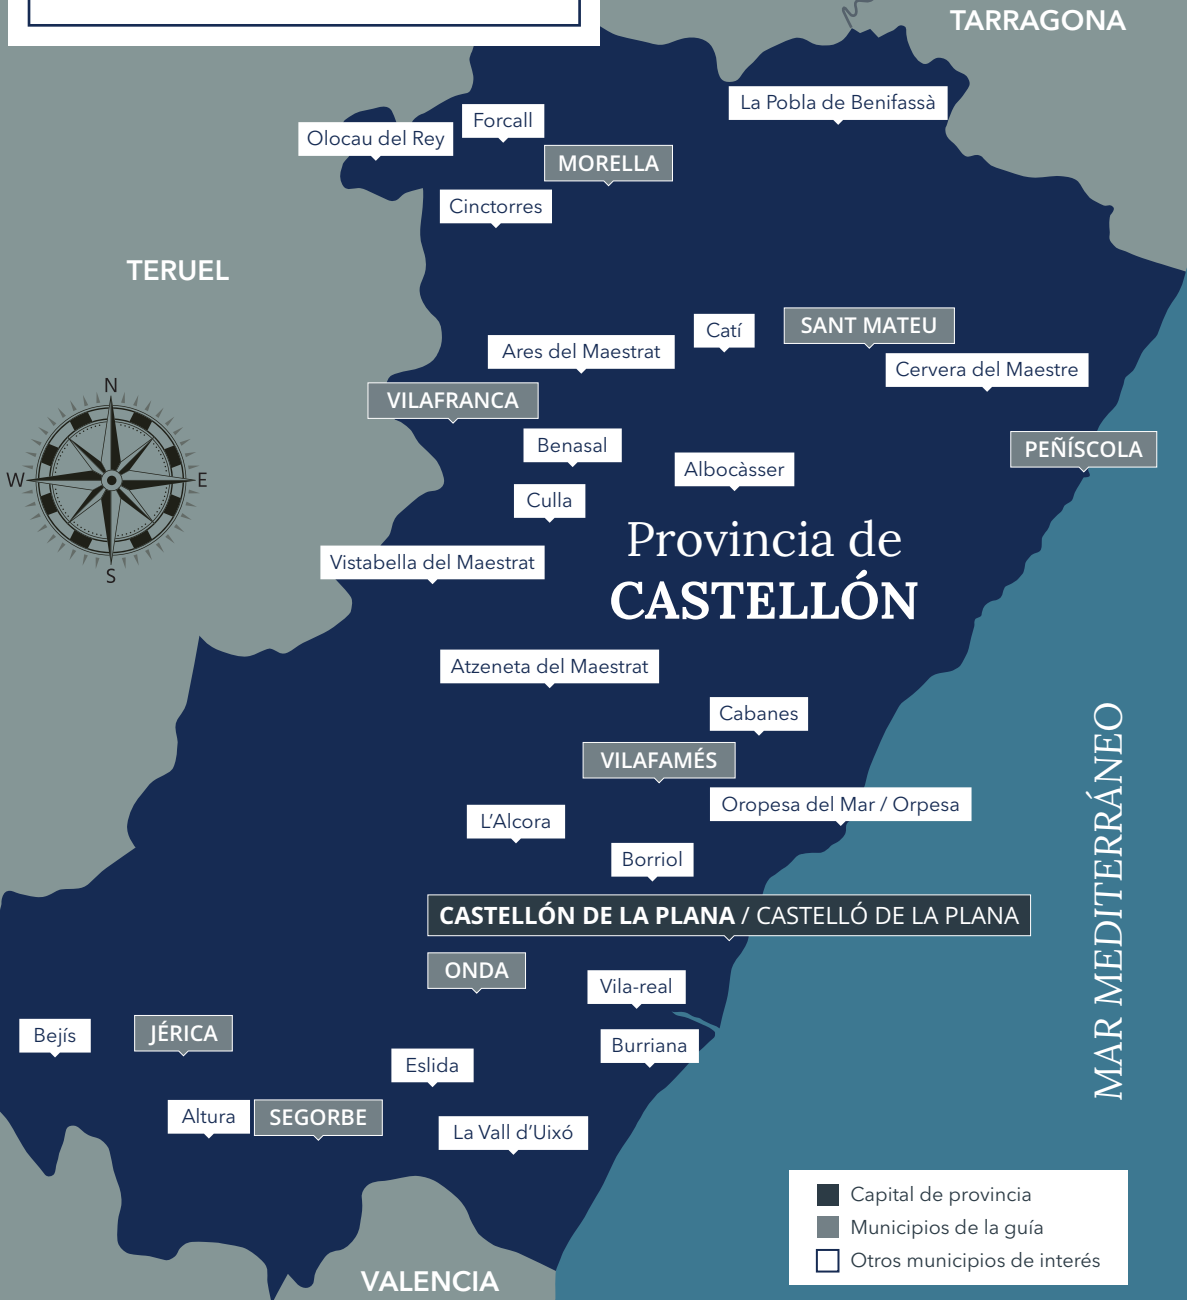 TARRAGONA
La Pobla de Benifassà
Forcall
Olocau del Rey
MORELLA
Cinctorres
TERUEL
Catí
SANT MATEU
Ares del Maestrat
Cervera del Maestre
N
VILAFRANCA
Benasal
PEÑÍSCOLA
Albocàsser
W
E
Culla
Provincia de
CASTELLÓN
Vistabella del Maestrat
S
Atzeneta del Maestrat
Cabanes
VILAFAMÉS
Oropesa del Mar / Orpesa
L'Alcora
Borriol
MAR MEDITERRÁNEO
CASTELLÓN DE LA PLANA / CASTELLÓ DE LA PLANA
ONDA
Vila-real
Bejís
JÉRICA
Burriana
Eslida
Altura
SEGORBE
La Vall d'Uixó
Capital de provincia
Municipios de la guía
Otros municipios de interés
VALENCIA